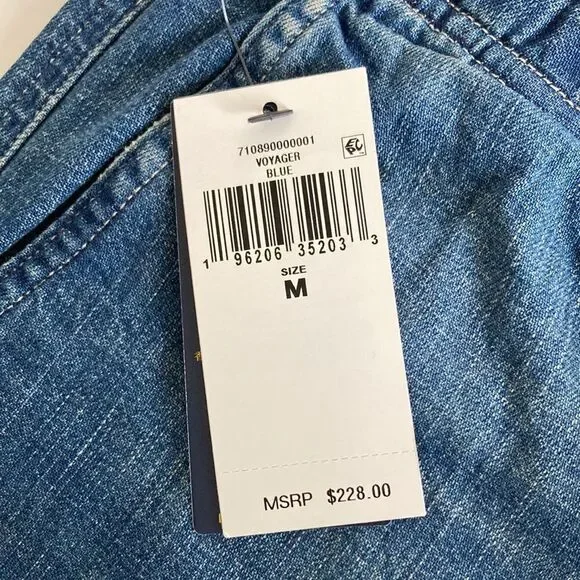 710890000001
VOYAGER
BLUE
1 96206 35203 3
SIZE
M
MSRP $228.00